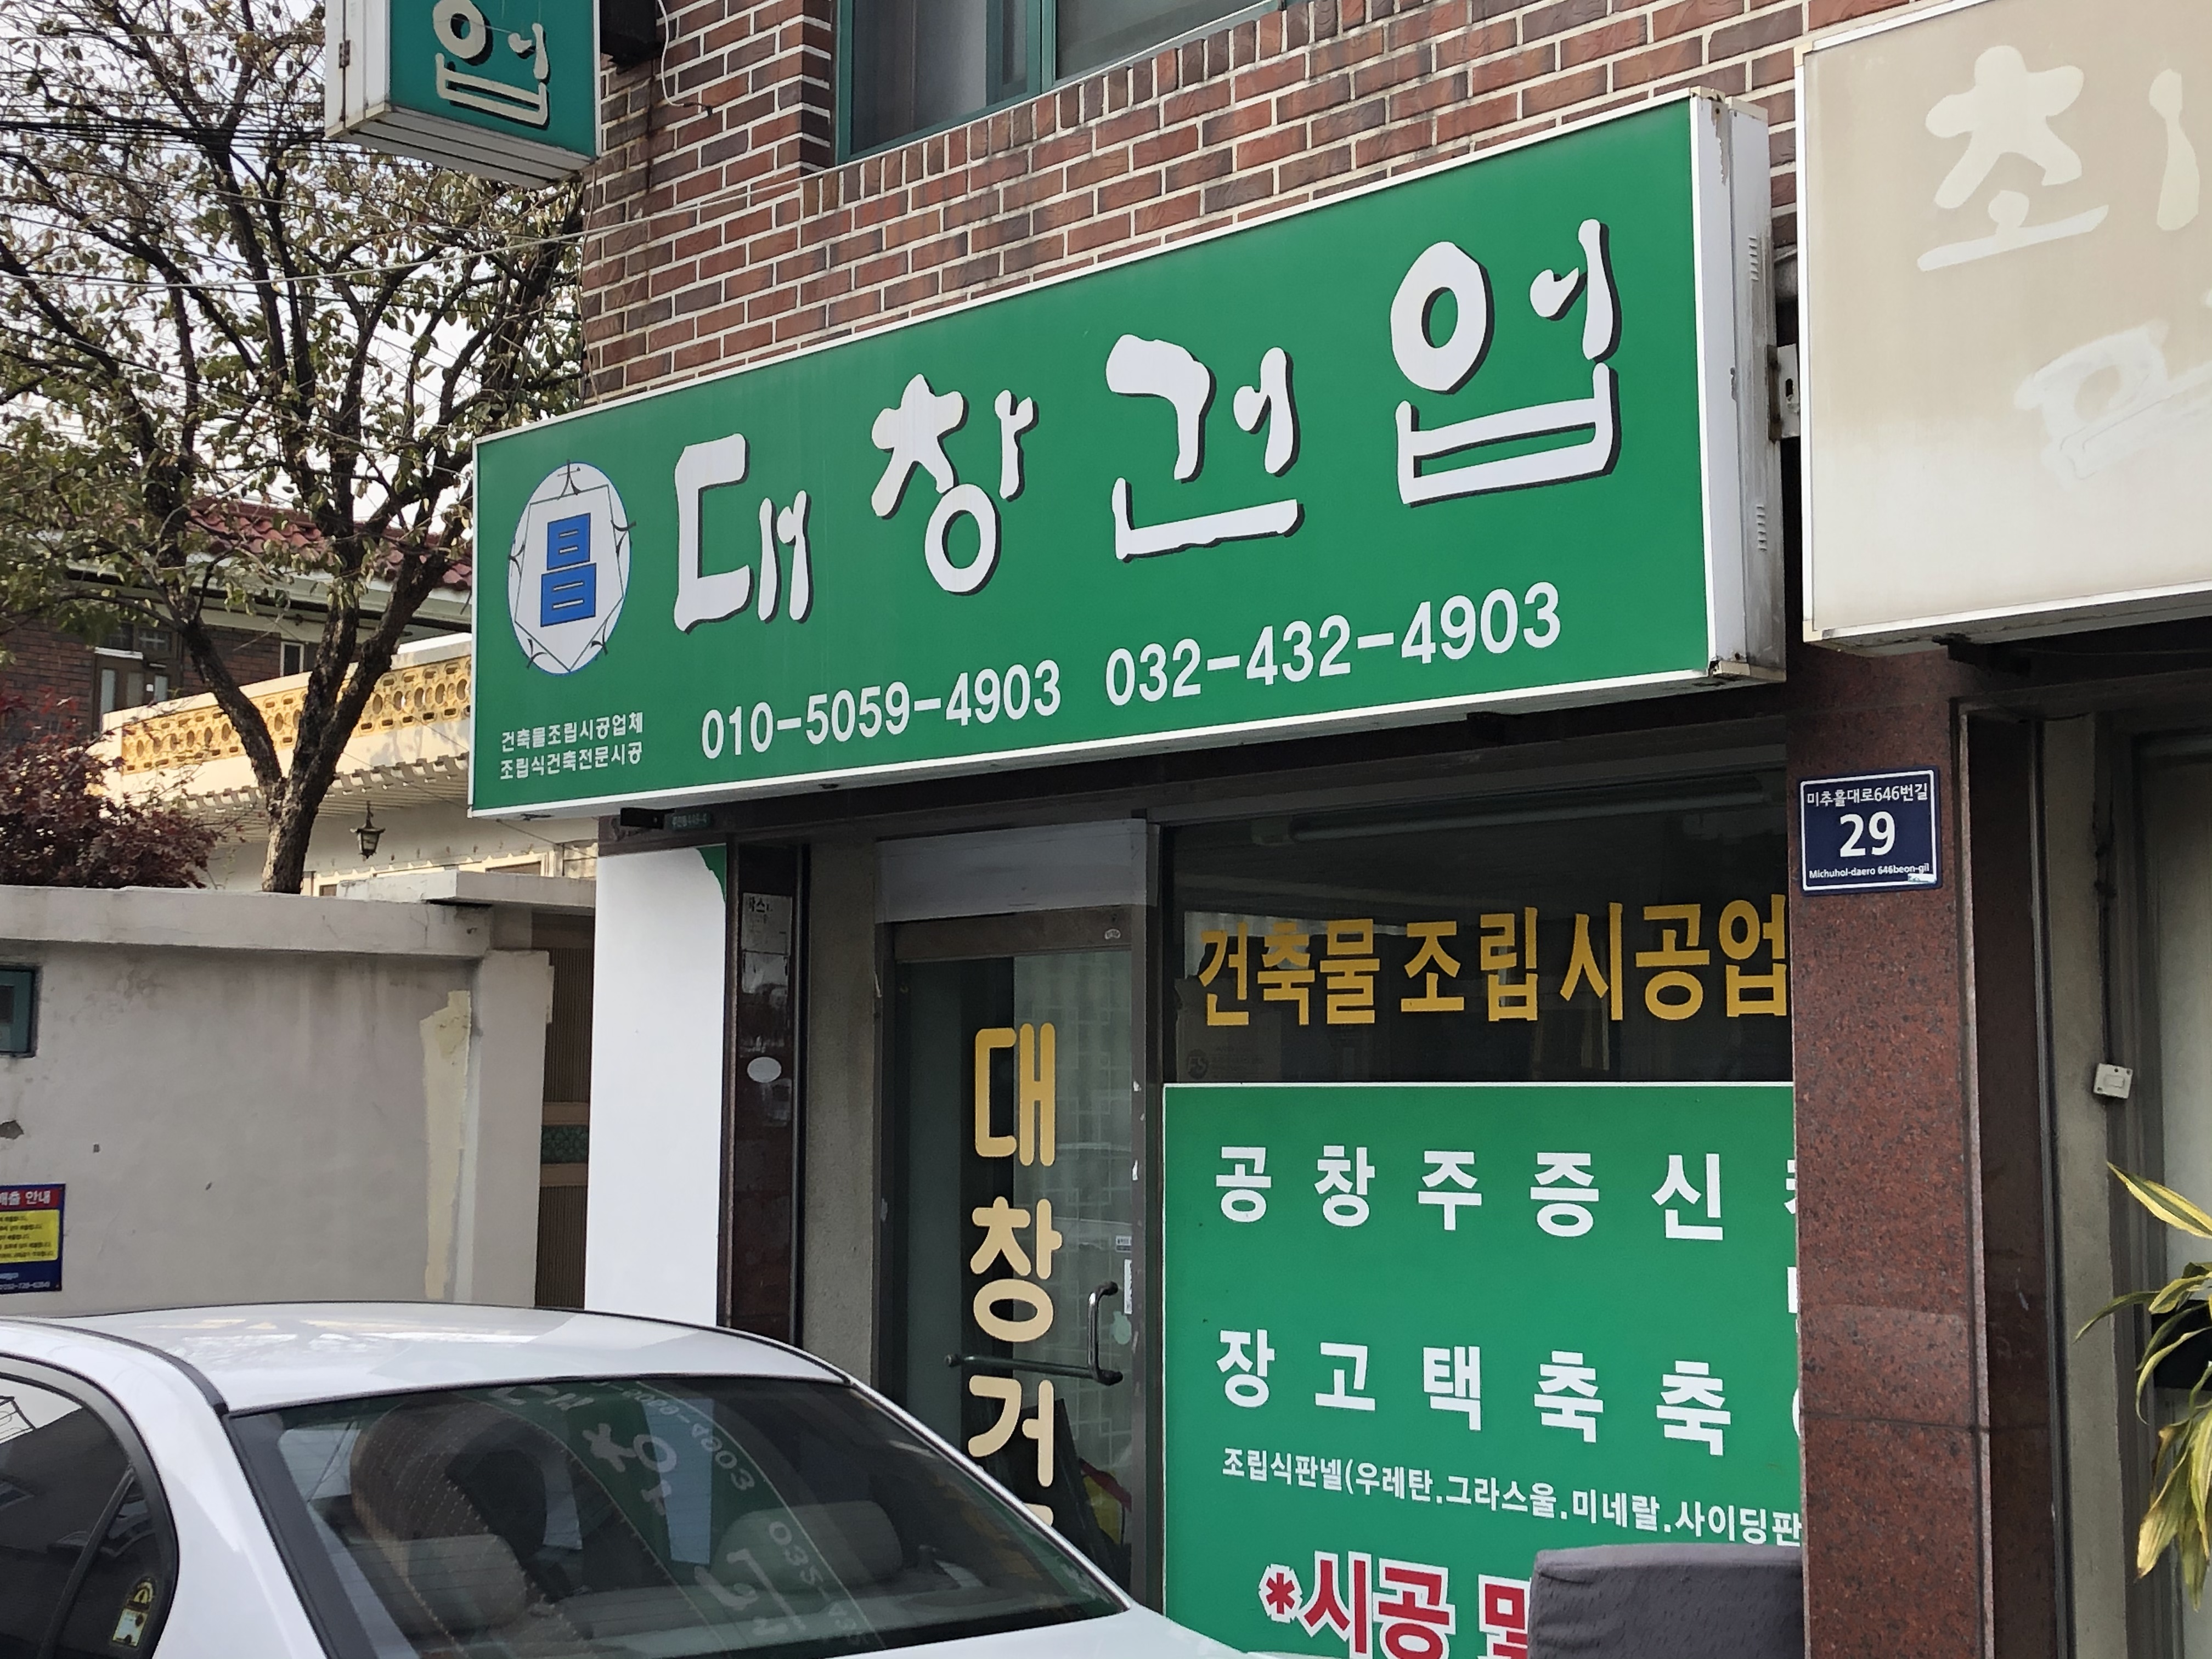 업
昌
대창건업
010-5059-4903 032-432-4903
건축물조립시공업체
조립식건축전문시공
미추홀대로646번길
29
Michuhol-daero 646beon-gil
건축물 조립 시공업
대창
공 창 주 증 신
장 고 택 축 축
조립식판넬(우레탄.그라스울.미네랄.사이딩판
*시공 및
안내